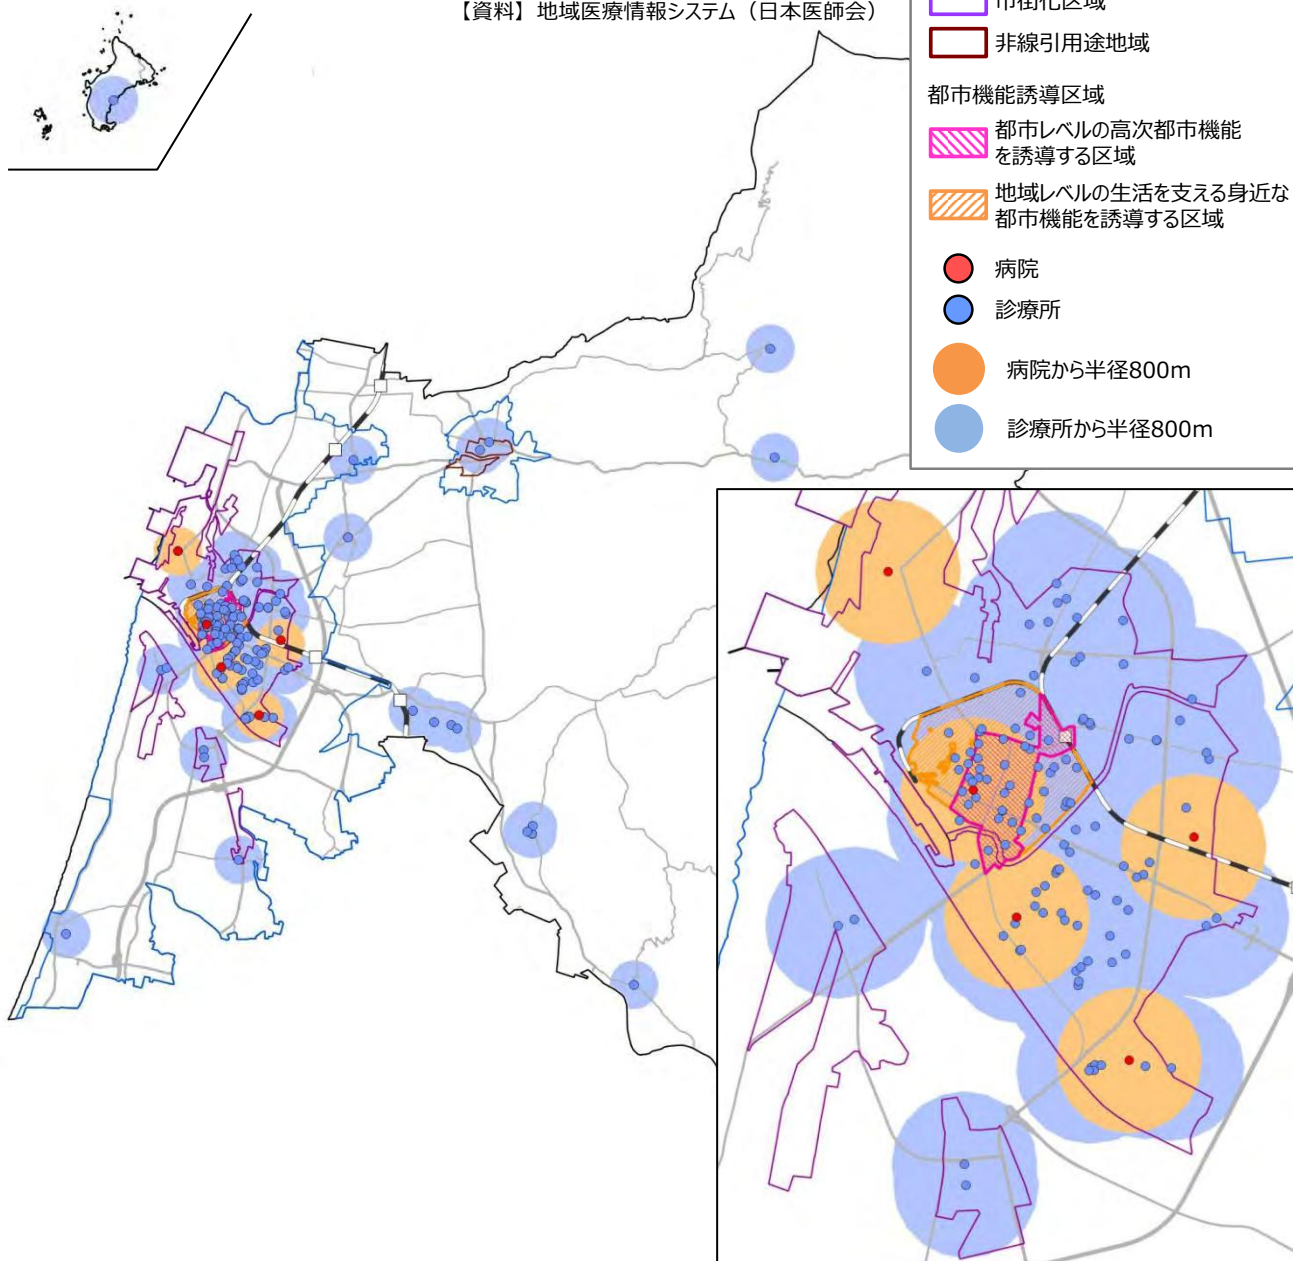 【資料】地域医療情報システム（日本医師会）
市街化区域
非線引用途地域
都市機能誘導区域
都市レベルの高次都市機能
を誘導する区域
地域レベルの生活を支える身近な
都市機能を誘導する区域
病院
診療所
病院から半径800m
診療所から半径800m